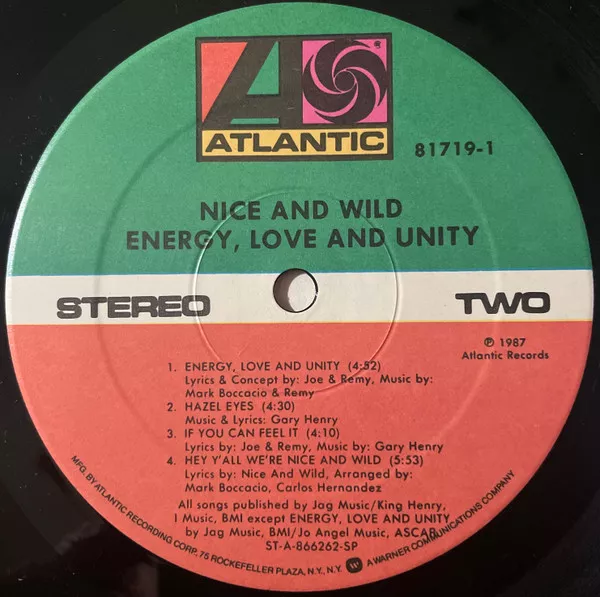 ATLANTIC
81719-1
NICE AND WILD
ENERGY, LOVE AND UNITY
STEREO
TWO
℗ 1987
Atlantic Records
1. ENERGY, LOVE AND UNITY (4:52)
Lyrics & Concept by: Joe & Remy, Music by:
Mark Boccaccio & Remy
2. HAZEL EYES (4:30)
Music & Lyrics: Gary Henry
3. IF YOU CAN FEEL IT (4:10)
Lyrics by: Joe & Remy, Music by: Gary Henry
4. HEY Y'ALL WE'RE NICE AND WILD (5:53)
Lyrics by: Nice And Wild, Arranged by:
Mark Boccaccio, Carlos Hernandez
All songs published by Jag Music/King Henry,
I Music, BMI except ENERGY, LOVE AND UNITY
by Jag Music, BMI/Jo Angel Music, ASCAP
ST-A-866262-SP
MFG. BY ATLANTIC RECORDING CORP., 75 ROCKEFELLER PLAZA, N.Y., N.Y. A WARNER COMMUNICATIONS COMPANY